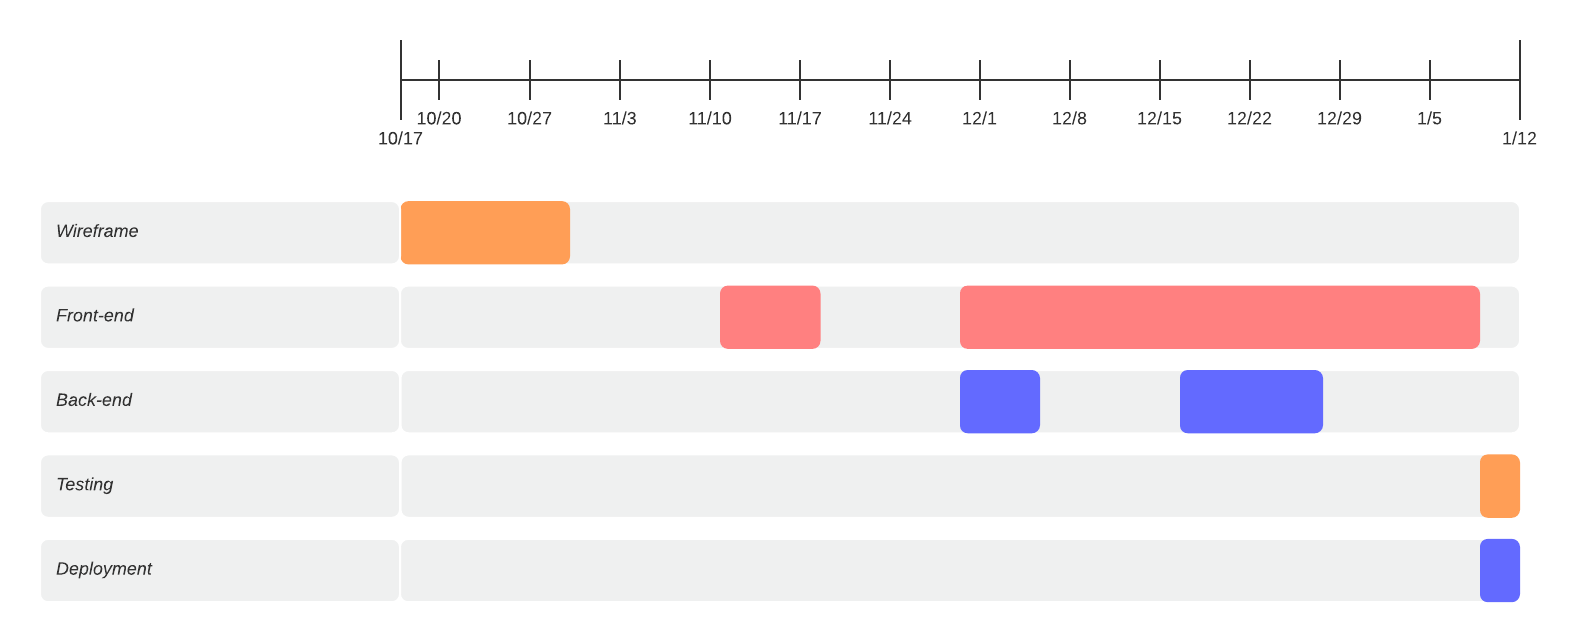 10/20 10/27 11/3 11/10 11/17 11/24 12/1 12/8 12/15 12/22 12/29 1/5
10/17 1/12
Wireframe
Front-end
Back-end
Testing
Deployment